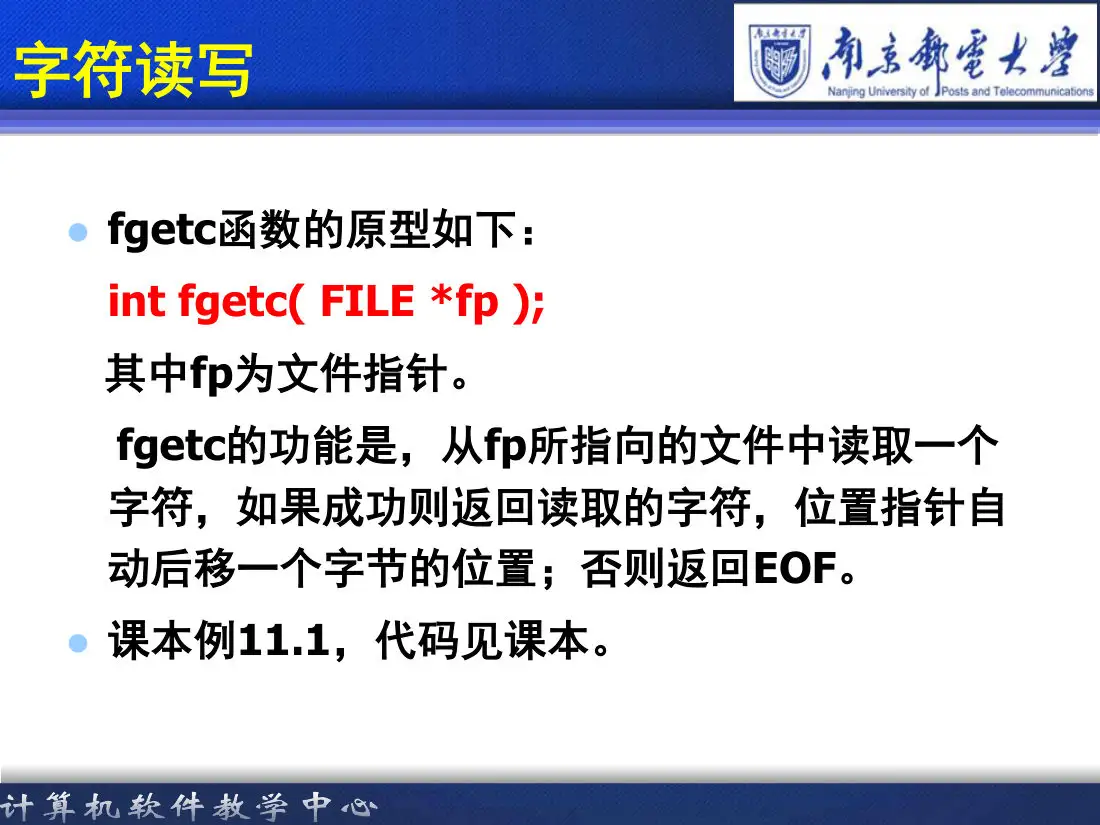 字符读写
南京邮电大学
Nanjing University of Posts and Telecommunications
fgetc函数的原型如下：
int fgetc( FILE *fp );
其中fp为文件指针。
fgetc的功能是，从fp所指向的文件中读取一个
字符，如果成功则返回读取的字符，位置指针自
动后移一个字节的位置；否则返回EOF。
课本例11.1，代码见课本。
计算机软件教学中心